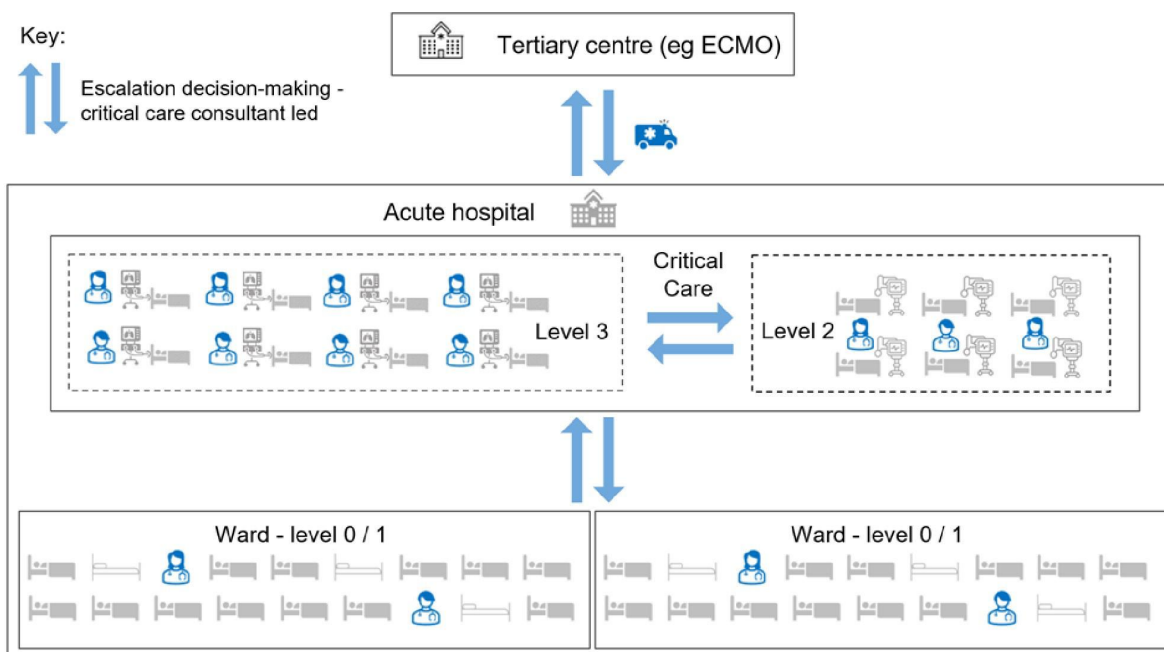 Key:
Escalation decision-making -
critical care consultant led
Tertiary centre (eg ECMO)
Acute hospital
Critical
Care
Level 3
Level 2
Ward - level 0 / 1
Ward - level 0 / 1